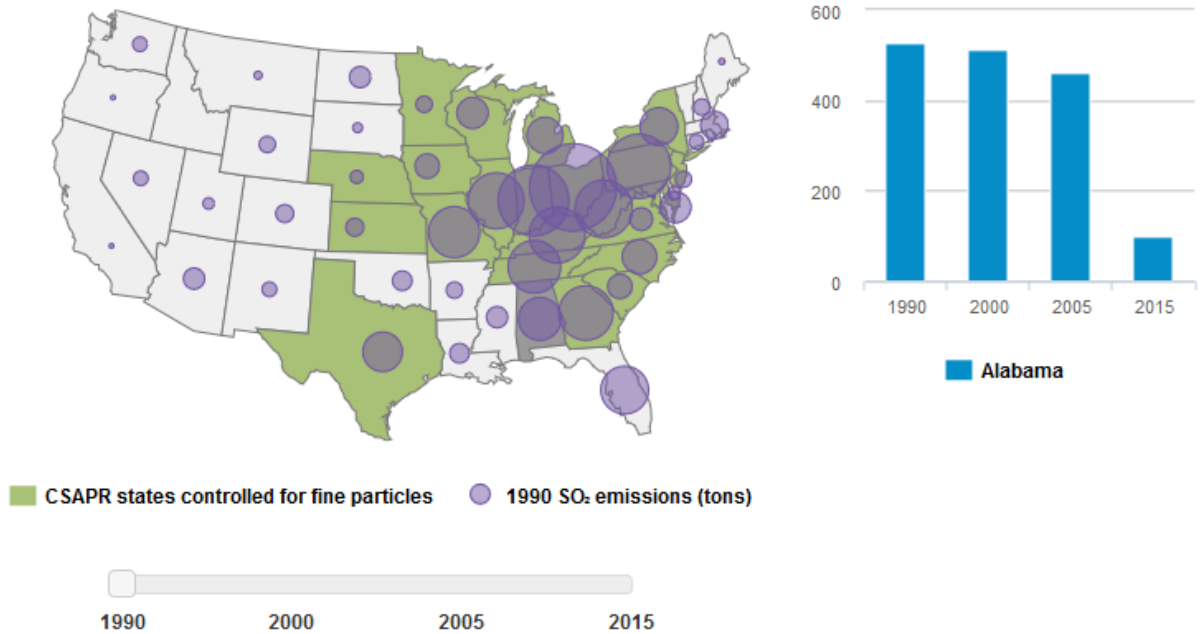 600
400
200
0
1990 2000 2005 2015
Alabama
CSAPR states controlled for fine particles
1990 SO₂ emissions (tons)
1990 2000 2005 2015